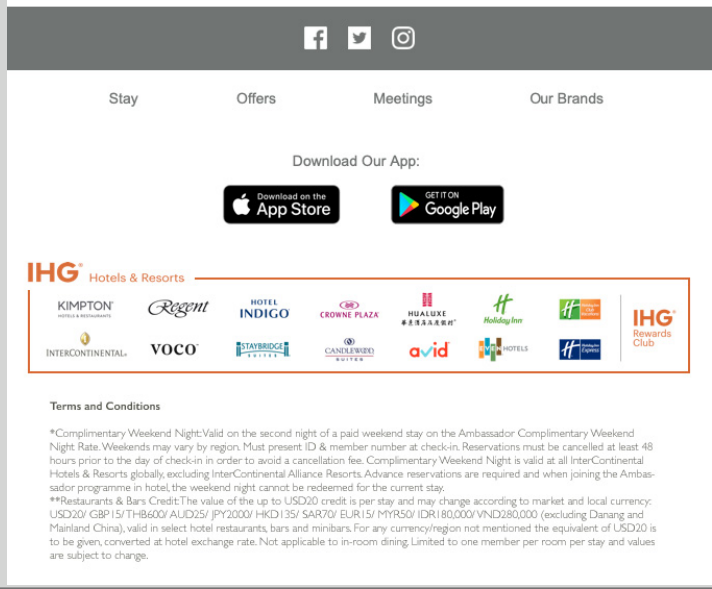 Stay Offers Meetings Our Brands
Download Our App:
Download on the
App Store
GET IT ON
Google Play
IHG® Hotels & Resorts
KIMPTON®
HOTELS & RESTAURANTS
Regent
HOTEL
INDIGO®
CROWNE PLAZA®
HUALUXE
Holiday Inn
INTERCONTINENTAL®
VOCO
STAYBRIDGE
SUITES
CANDLEWOOD
SUITES
avid
EVEN HOTELS
Holiday Inn
Express
IHG®
Rewards
Club
Terms and Conditions
*Complimentary Weekend Night: Valid on the second night of a paid weekend stay on the Ambassador Complimentary Weekend
Night Rate. Weekends may vary by region. Must present ID & member number at check-in. Reservations must be cancelled at least 48
hours prior to the day of check-in in order to avoid a cancellation fee. Complimentary Weekend Night is valid at all InterContinental
Hotels & Resorts globally, excluding InterContinental Alliance Resorts. Advance reservations are required and when joining the Ambas-
sador programme in hotel, the weekend night cannot be redeemed for the current stay.
**Restaurants & Bars Credit: The value of the up to USD20 credit is per stay and may change according to market and local currency:
USD20/ GBP15/ THB600/ AUD25/ JPY2000/ HKD135/ SAR70/ EUR15/ MYR50/ IDR180,000/ VND280,000 (excluding Danang and
Mainland China), valid in select hotel restaurants, bars and minibars. For any currency/region not mentioned the equivalent of USD20 is
to be given, converted at hotel exchange rate. Not applicable to in-room dining. Limited to one member per room per stay and values
are subject to change.